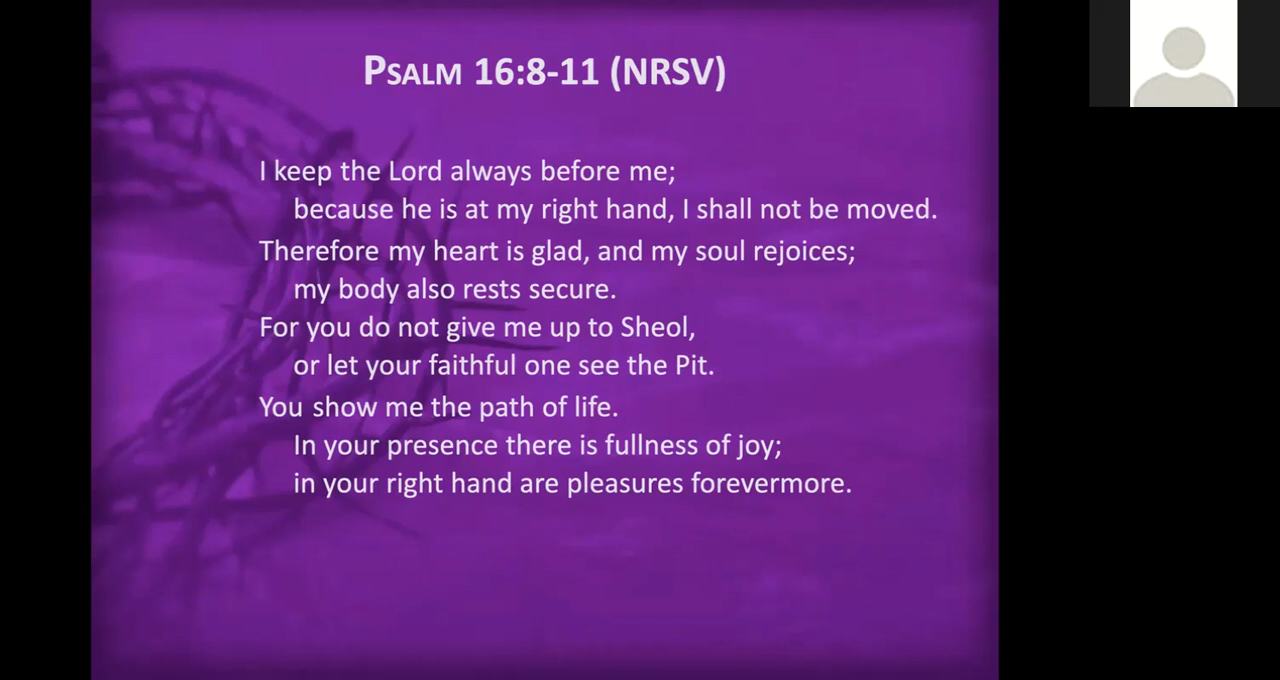 PSALM 16:8-11 (NRSV)
I keep the Lord always before me;
because he is at my right hand, I shall not be moved.
Therefore my heart is glad, and my soul rejoices;
my body also rests secure.
For you do not give me up to Sheol,
or let your faithful one see the Pit.
You show me the path of life.
In your presence there is fullness of joy;
in your right hand are pleasures forevermore.